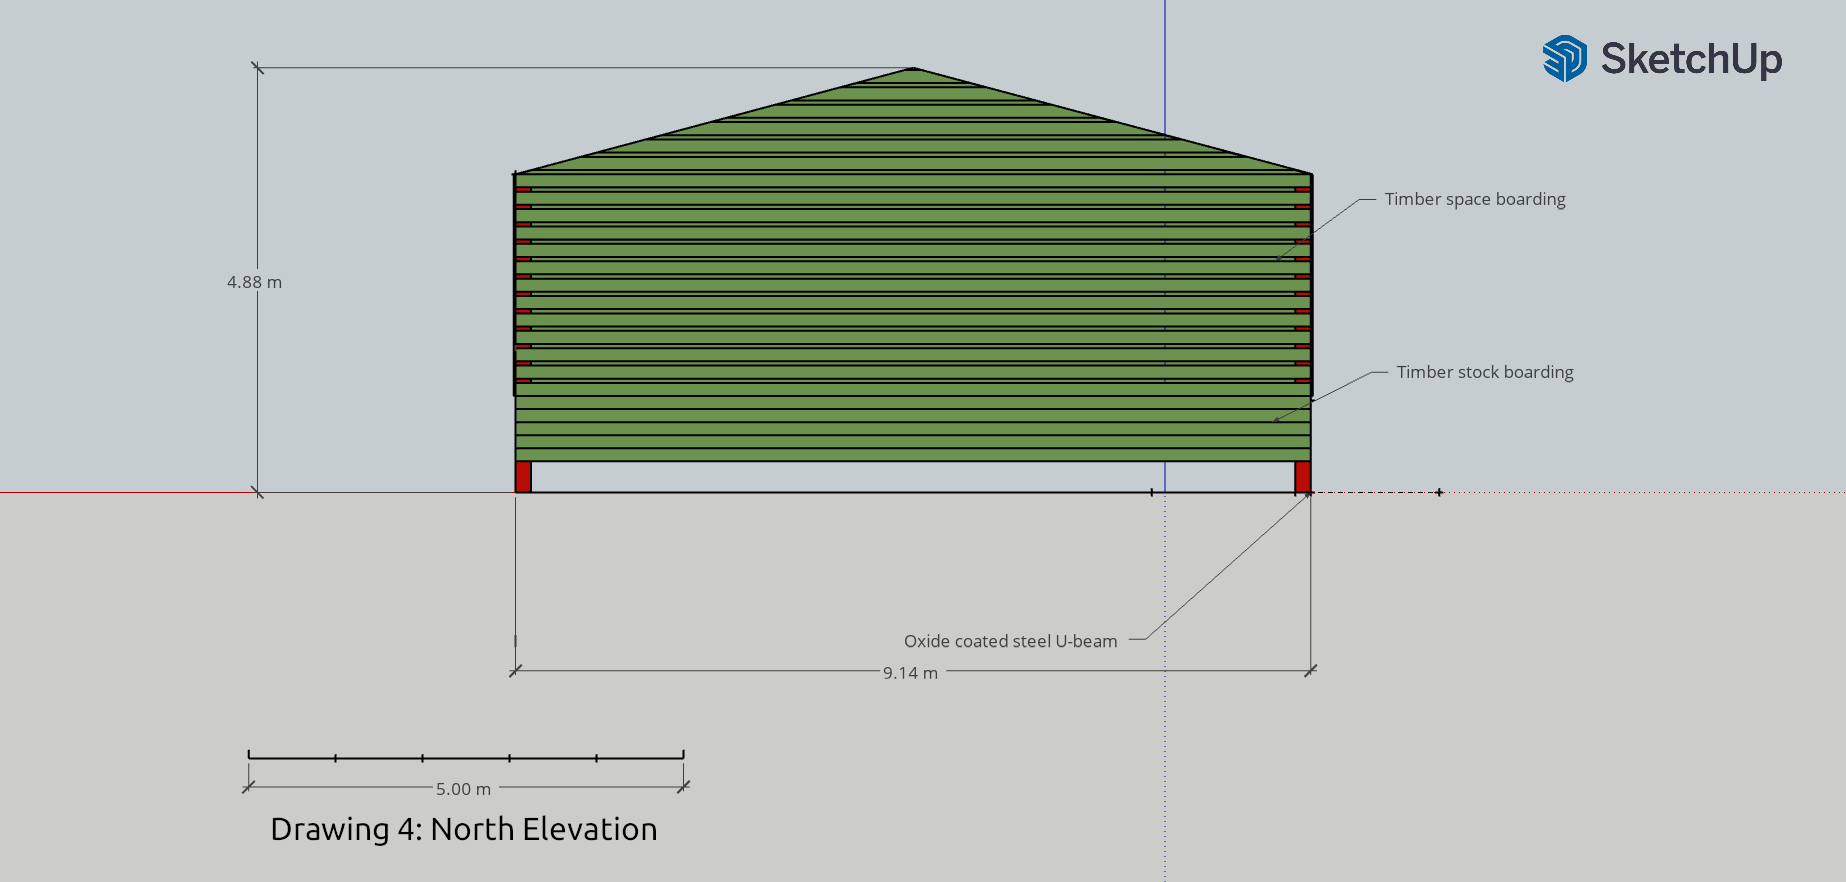 SketchUp
Timber space boarding
4.88 m
Timber stock boarding
Oxide coated steel U-beam
9.14 m
5.00 m
Drawing 4: North Elevation